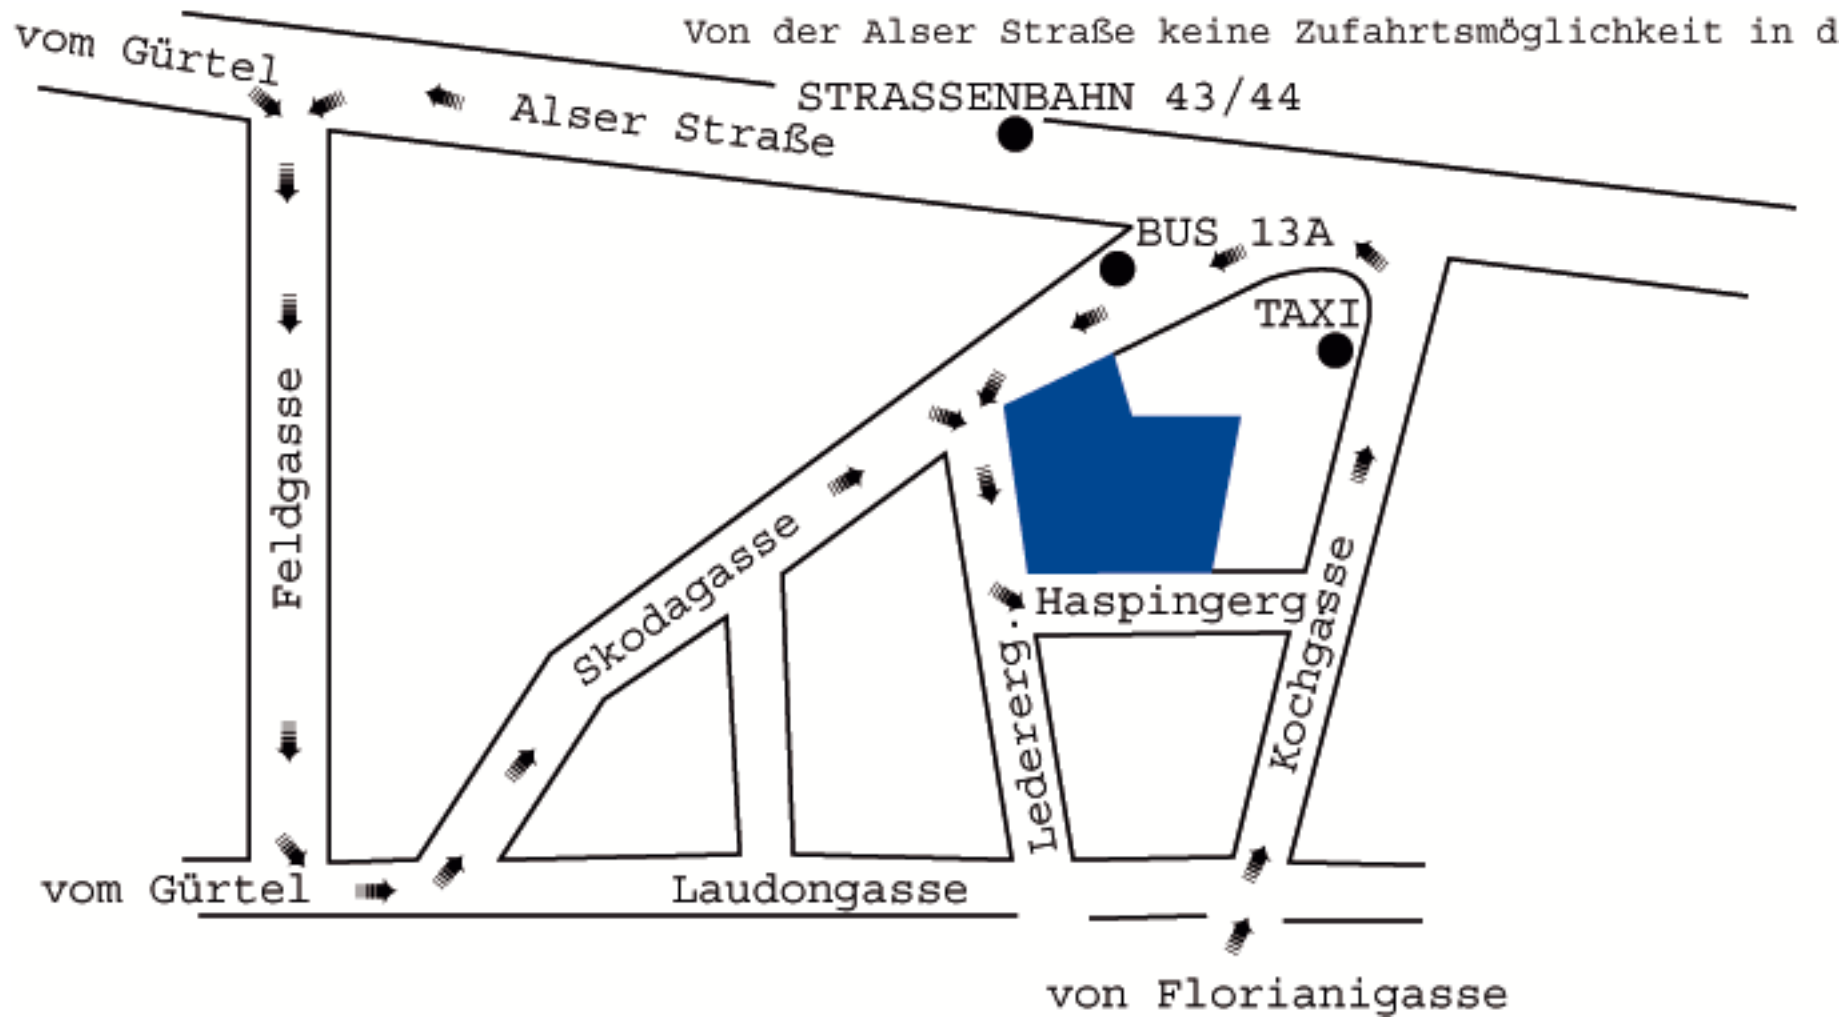 Von der Alser Straße keine Zufahrtsmöglichkeit in d
vom Gürtel
STRASSENBAHN 43/44
Alser Straße
BUS 13A
TAXI
Feldgasse
Skodagasse
Haspingerg.
Kochgasse
Ledererg.
vom Gürtel
Laudongasse
von Florianigasse